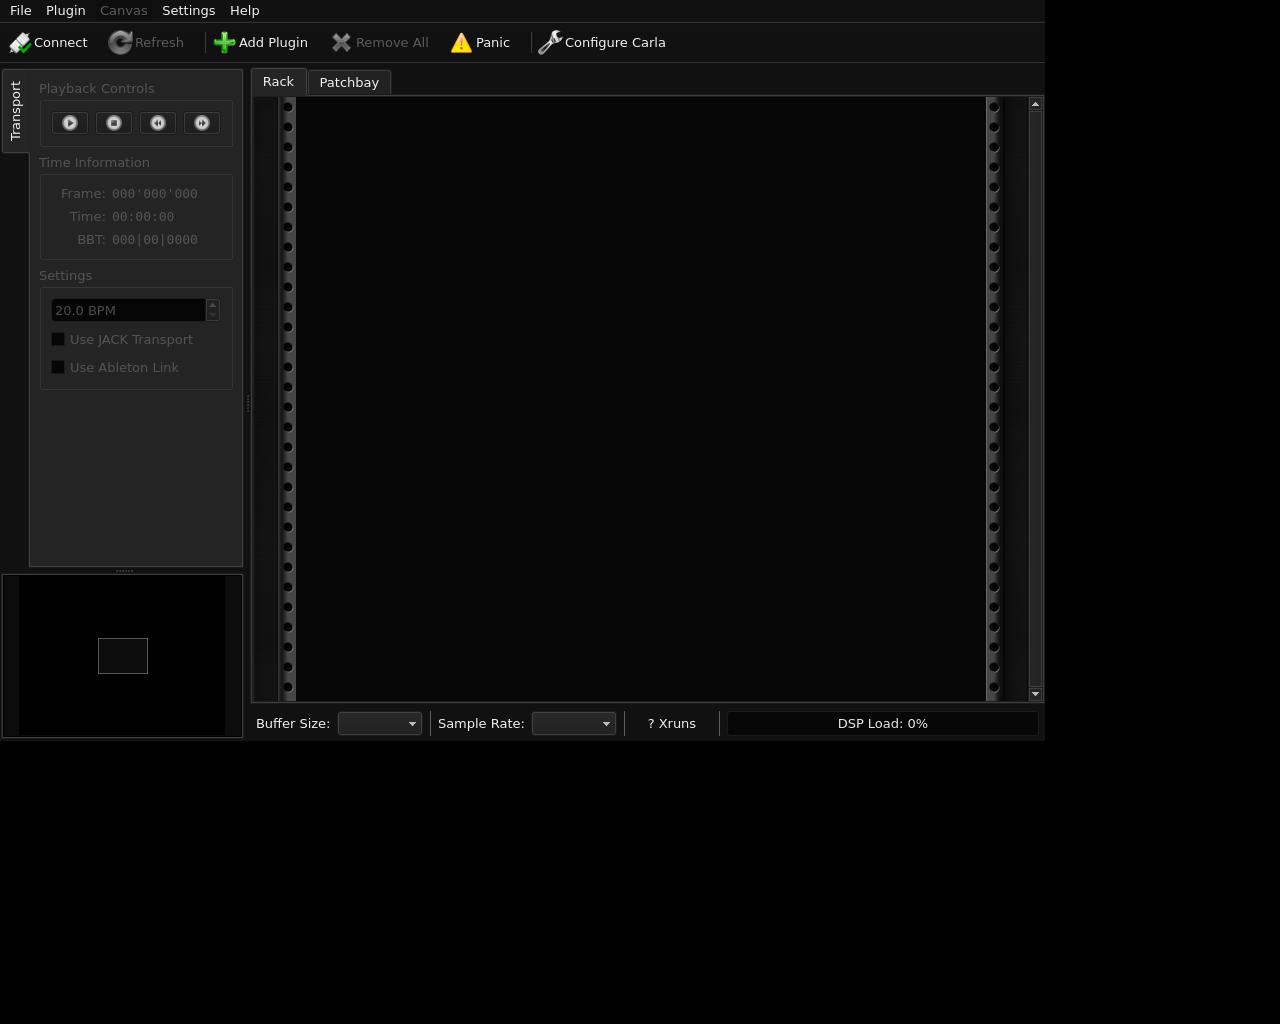 File Plugin Canvas Settings Help
Connect Refresh Add Plugin Remove All Panic Configure Carla
Transport
Playback Controls
Time Information
Frame: 000'000'000
Time: 00:00:00
BBT: 000|00|0000
Settings
20.0 BPM
Use JACK Transport
Use Ableton Link
Rack Patchbay
Buffer Size: Sample Rate: ? Xruns DSP Load: 0%